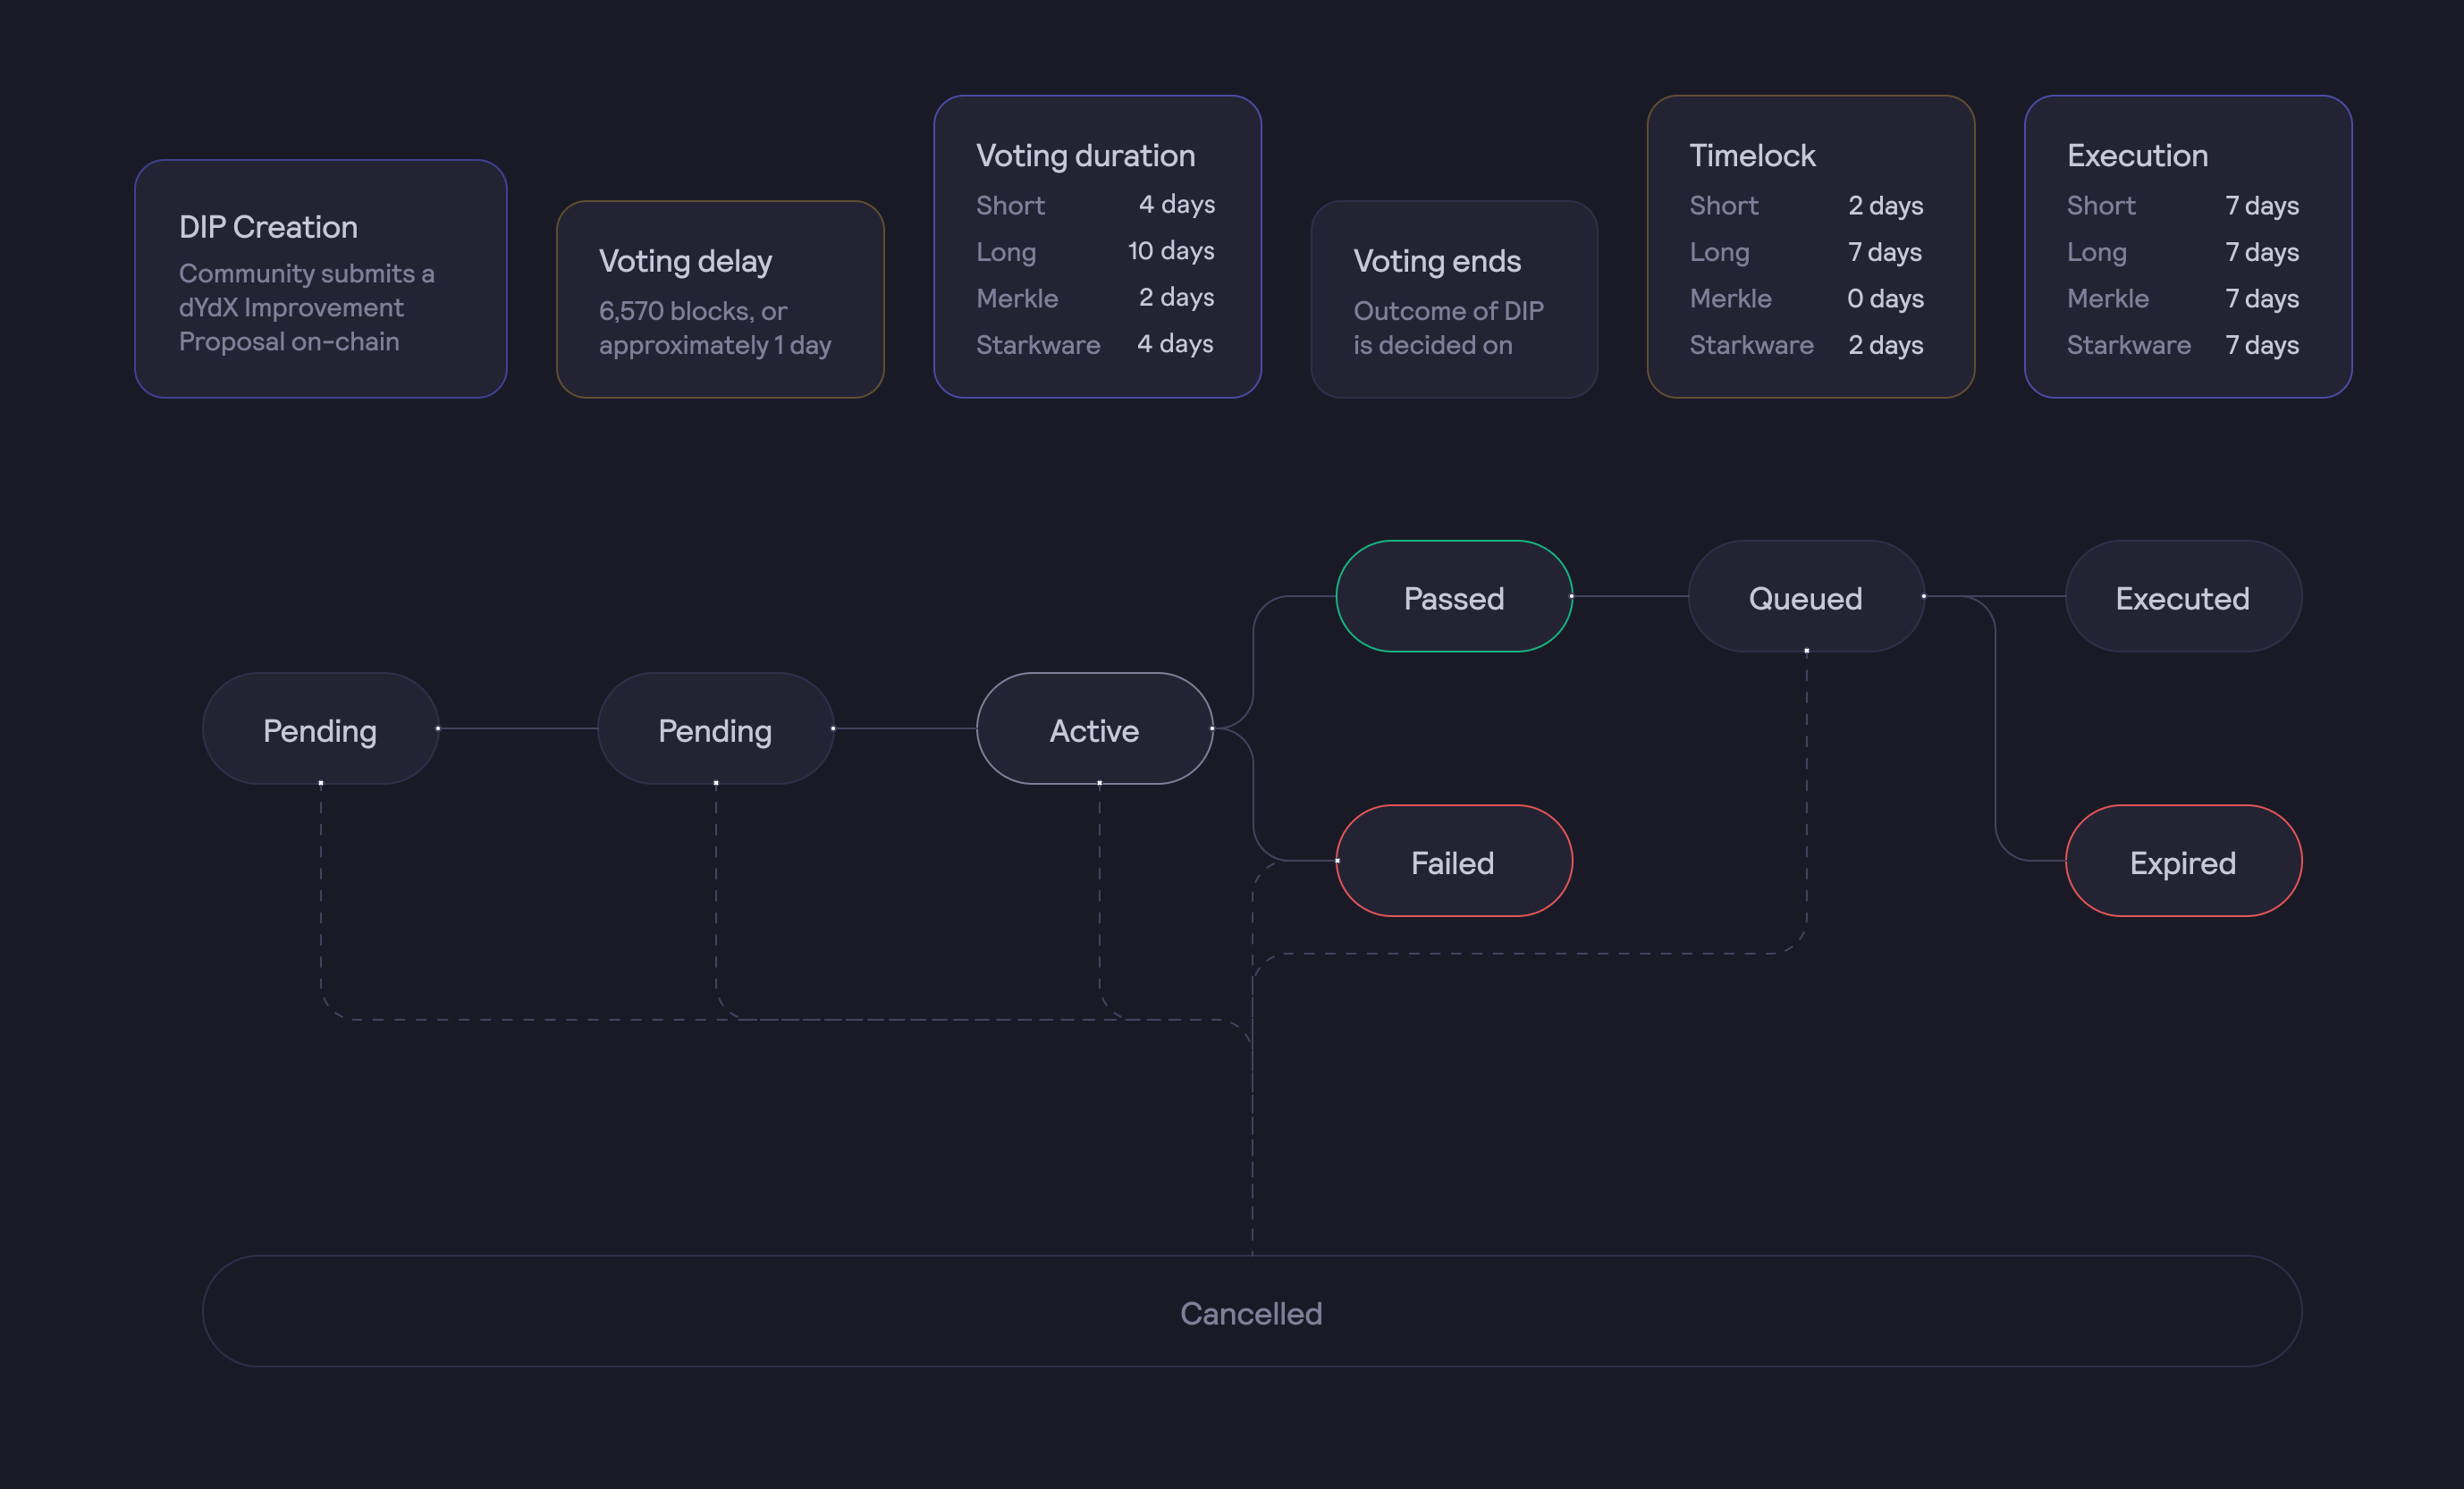 DIP Creation
Community submits a
dYdX Improvement
Proposal on-chain
Voting delay
6,570 blocks, or
approximately 1 day
Voting duration
Short 4 days
Long 10 days
Merkle 2 days
Starkware 4 days
Voting ends
Outcome of DIP
is decided on
Timelock
Short 2 days
Long 7 days
Merkle 0 days
Starkware 2 days
Execution
Short 7 days
Long 7 days
Merkle 7 days
Starkware 7 days
Passed
Queued
Executed
Pending
Pending
Active
Failed
Expired
Cancelled